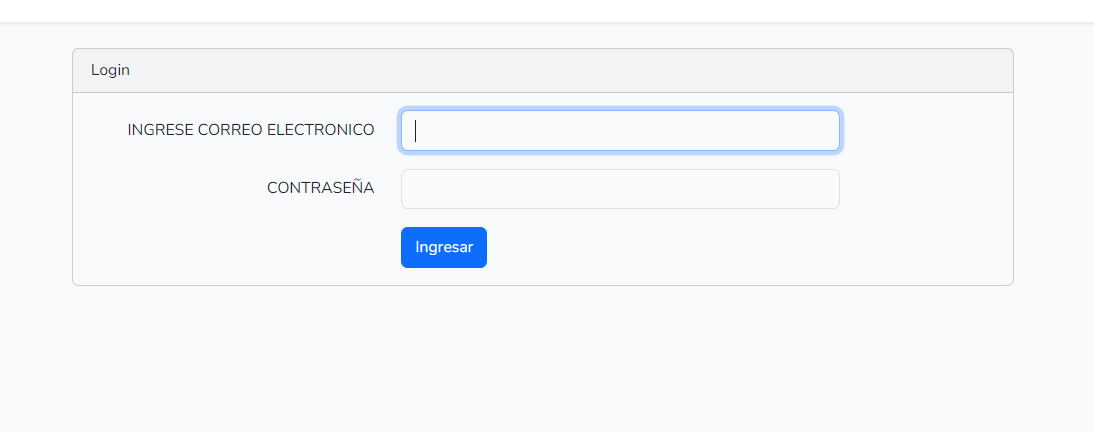 Login
INGRESE CORREO ELECTRONICO
CONTRASEÑA
Ingresar